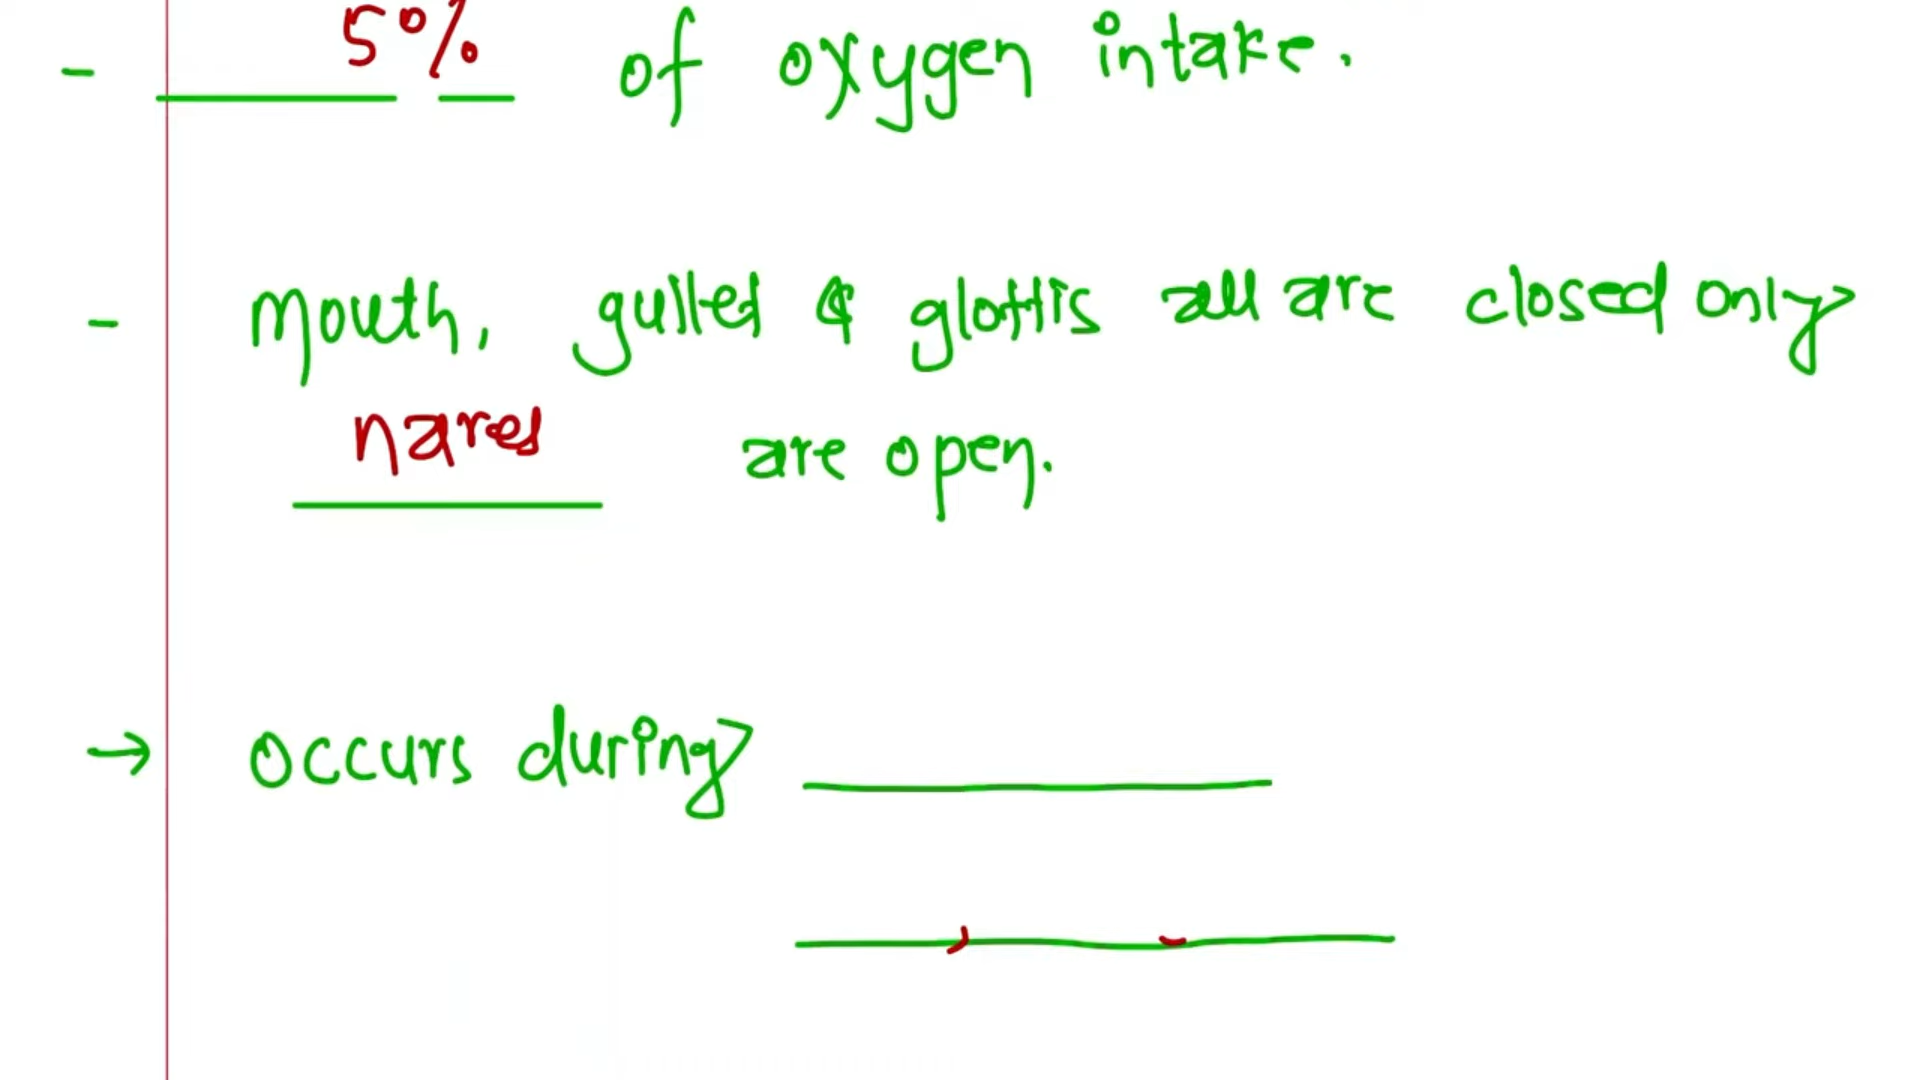 - 5% of oxygen intake.
- Mouth, gullet & glottis all are closed only
nares are open.
→ occurs during